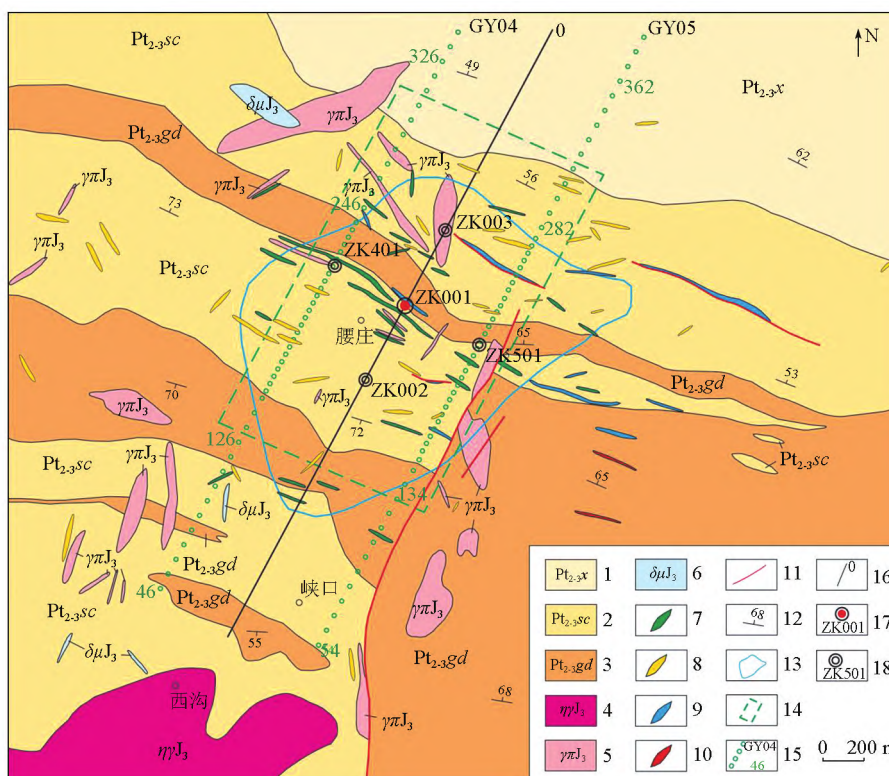 Pt₂₋₃sc
326
GY04
0
GY05
N
49
362
Pt₂₋₃x
δμJ₃
γπJ₃
Pt₂₋₃gd
γπJ₃
62
γπJ₃
γπJ₃
γπJ₃
56
73
246
ZK003
282
γπJ₃
ZK401
Pt₂₋₃sc
ZK001
腰庄
65
ZK501
53
Pt₂₋₃gd
ZK002
γπJ₃
70
γπJ₃
72
126
Pt₂₋₃sc
Pt₂₋₃sc
γπJ₃
134
65
δμJ₃
γπJ₃
γπJ₃
Pt₂₋₃gd
46
Pt₂₋₃gd
峡口
γπJ₃
Pt₂₋₃sc
55
54
Pt₂₋₃gd
δμJ₃
西沟
68
γπJ₃
ηγJ₃
Pt₂₋₃x 1
δμJ₃ 6
11
0 16
Pt₂₋₃sc 2
7
68 12
ZK001 17
Pt₂₋₃gd 3
8
13
ZK501 18
ηγJ₃ 4
9
14
γπJ₃ 5
10
GY04 46 15
0 200 m